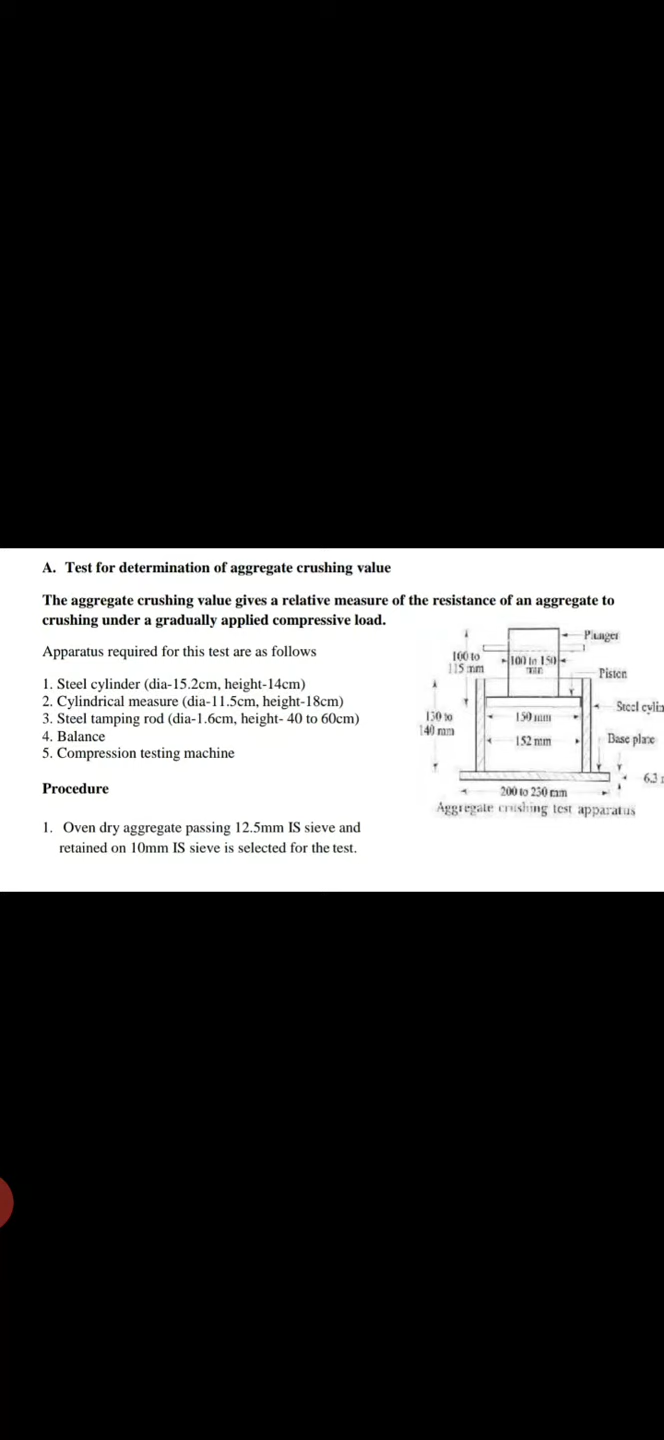 A. Test for determination of aggregate crushing value
The aggregate crushing value gives a relative measure of the resistance of an aggregate to
crushing under a gradually applied compressive load.
Apparatus required for this test are as follows
1. Steel cylinder (dia-15.2cm, height-14cm)
2. Cylindrical measure (dia-11.5cm, height-18cm)
3. Steel tamping rod (dia-1.6cm, height- 40 to 60cm)
4. Balance
5. Compression testing machine
Procedure
1. Oven dry aggregate passing 12.5mm IS sieve and
retained on 10mm IS sieve is selected for the test.
Plunger
100 to
115 mm
100 to 150
mm
Piston
Steel
130 to
140 mm
150 mm
152 mm
Base plate
6.3
200 to 230 mm
Aggregate crushing test apparatus